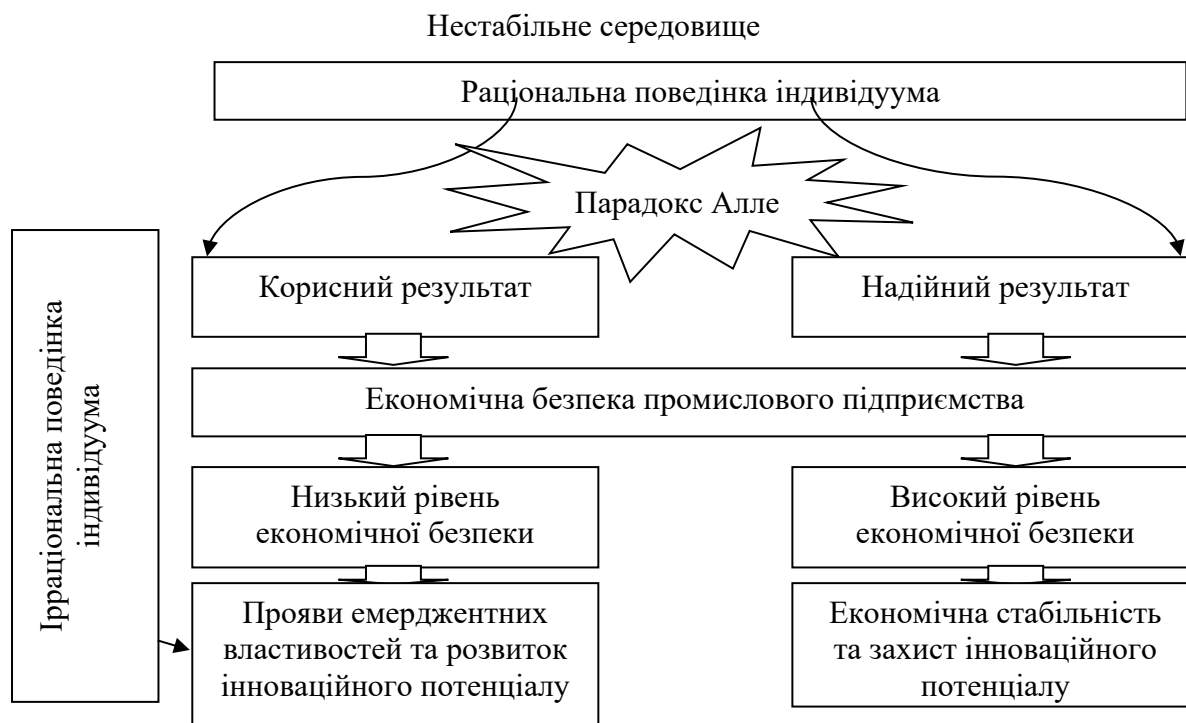 Нестабільне середовище
Раціональна поведінка індивідуума
Парадокс Алле
Корисний результат
Надійний результат
Ірраціональна поведінка
індивідуума
Економічна безпека промислового підприємства
Низький рівень
економічної безпеки
Високий рівень
економічної безпеки
Прояви емерджентних
властивостей та розвиток
інноваційного потенціалу
Економічна стабільність
та захист інноваційного
потенціалу